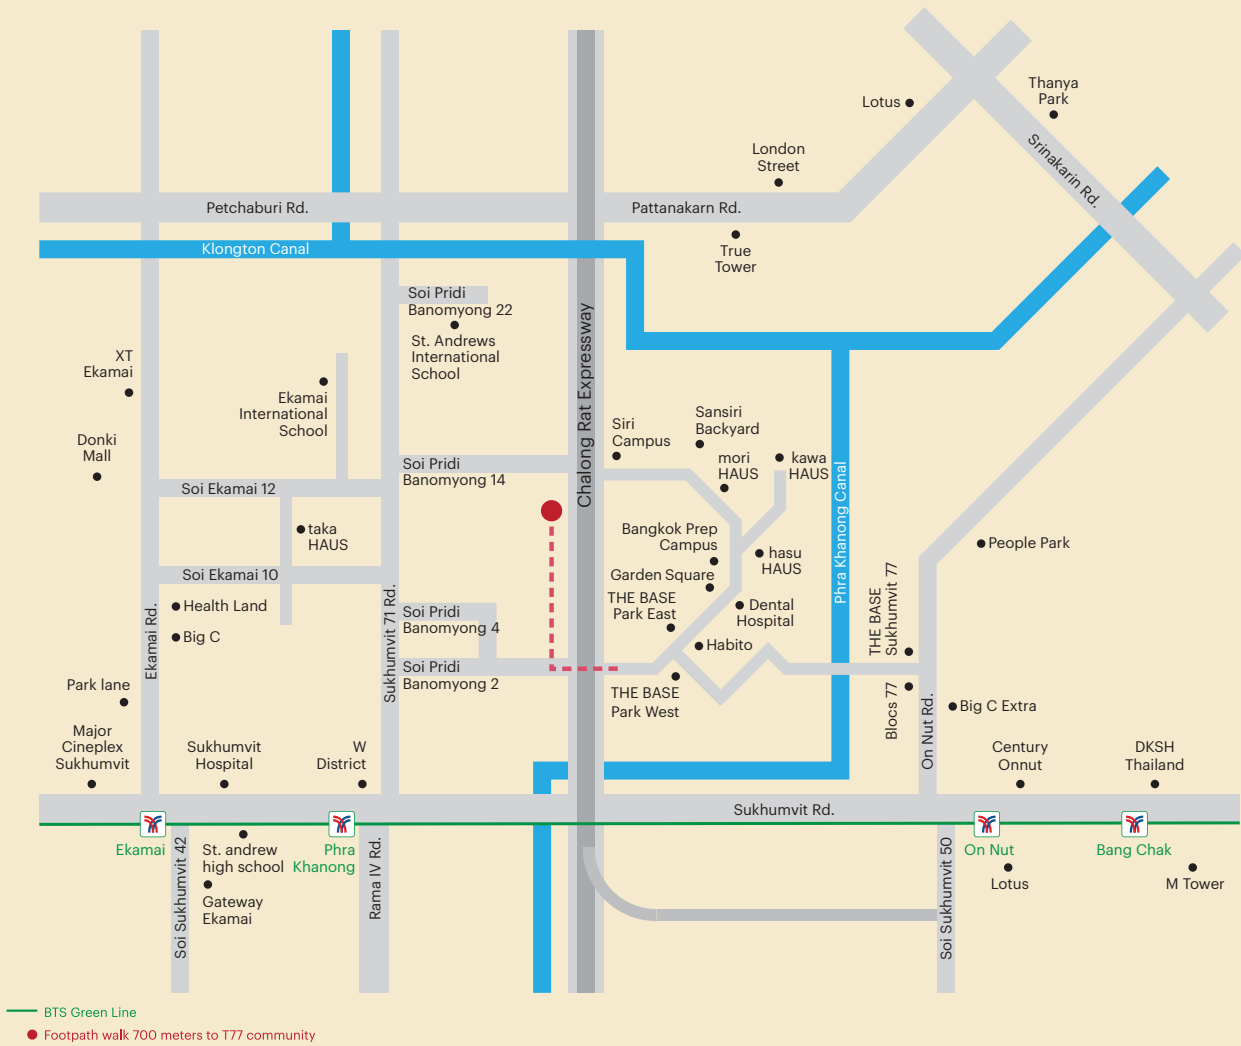 Thanya
Park
Lotus
Srinakarin Rd.
London
Street
Petchaburi Rd.
Pattanakarn Rd.
Klongton Canal
True
Tower
Soi Pridi
Banomyong 22
St. Andrews
International
School
Chalong Rat Expressway
XT
Ekamai
Ekamai
International
School
Donki
Mall
Siri
Campus
Sansiri
Backyard
mori
HAUS
kawa
HAUS
Soi Pridi
Banomyong 14
Soi Ekamai 12
taka
HAUS
Bangkok Prep
Campus
hasu
HAUS
Phra Khanong Canal
People Park
Soi Ekamai 10
Garden Square
THE BASE
Park East
Dental
Hospital
Health Land
Big C
Ekamai Rd.
Sukhumvit 71 Rd.
Soi Pridi
Banomyong 4
Habito
THE BASE
Sukhumvit 77
Soi Pridi
Banomyong 2
THE BASE
Park West
Blocs 77
On Nut Rd.
Big C Extra
Park lane
Major
Cineplex
Sukhumvit
Sukhumvit
Hospital
W
District
Century
Onnut
DKSH
Thailand
Sukhumvit Rd.
Ekamai
Soi Sukhumvit 42
St. andrew
high school
Phra
Khanong
Rama IV Rd.
Gateway
Ekamai
Soi Sukhumvit 50
On Nut
Lotus
Bang Chak
M Tower
BTS Green Line
Footpath walk 700 meters to T77 community